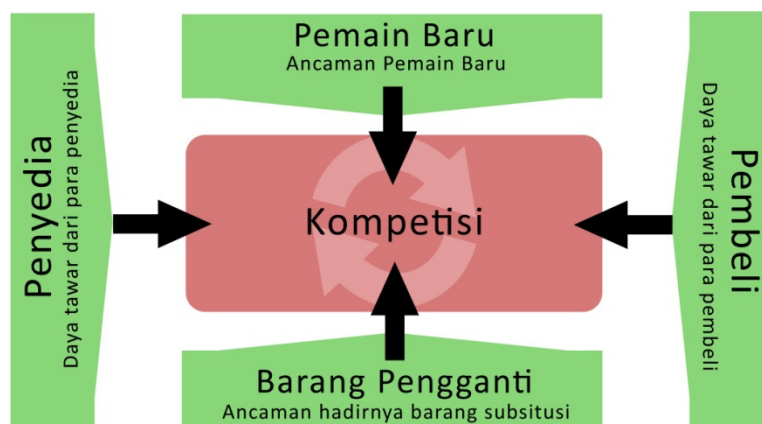 Pemain Baru
Ancaman Pemain Baru
Penyedia
Daya tawar dari para penyedia
Kompetisi
Pembeli
Daya tawar dari para pembeli
Barang Pengganti
Ancaman hadirnya barang subsitusi